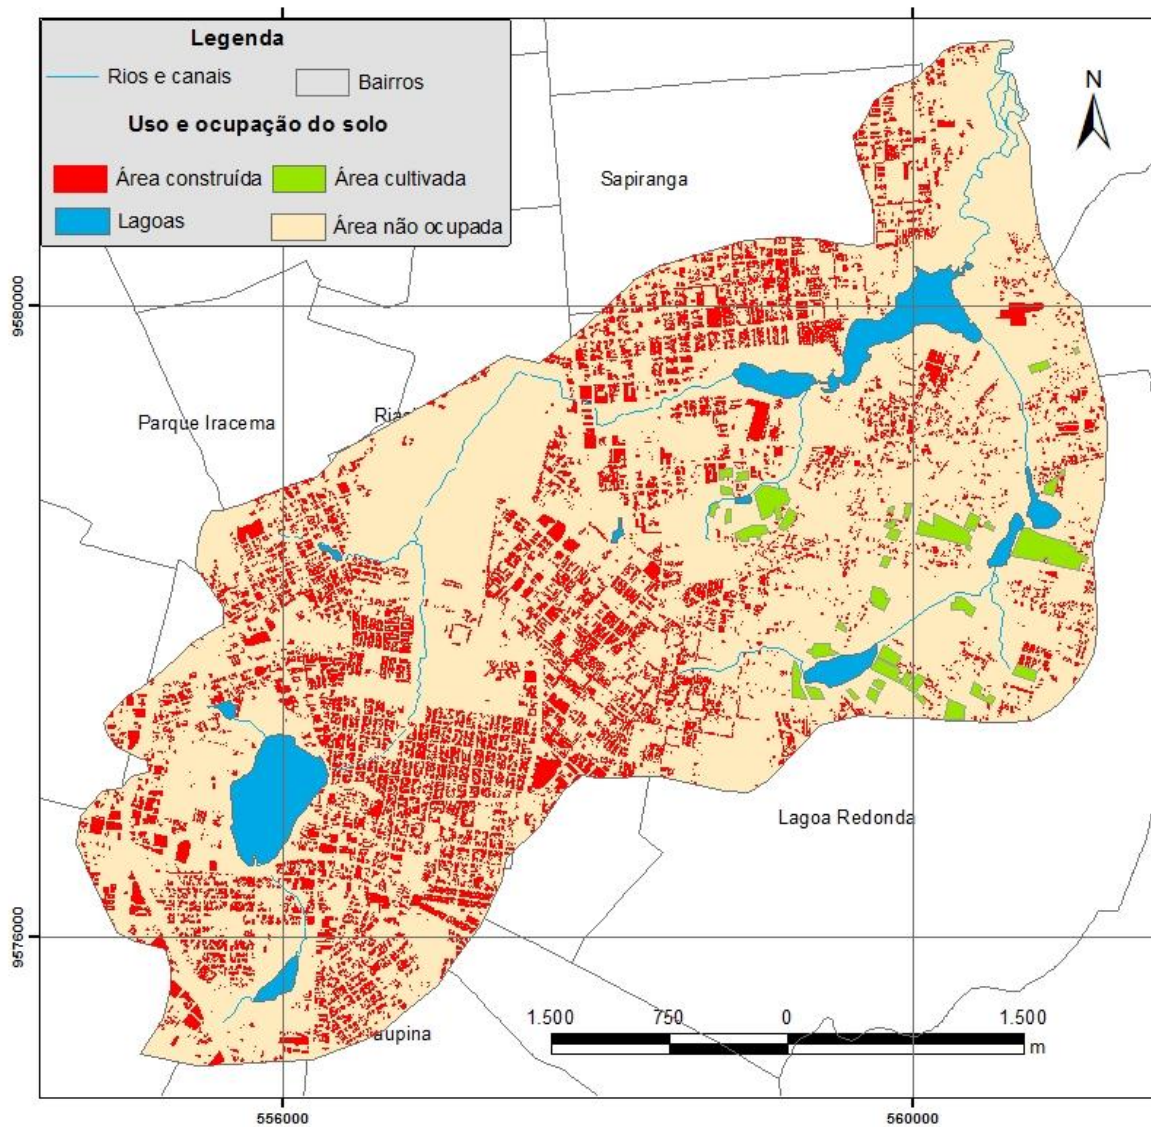 Legenda
Rios e canais
Bairros
Uso e ocupação do solo
Área construída
Área cultivada
Lagoas
Área não ocupada
N
Sapiranga
9580000
Parque Iracema
Lagoa Redonda
9576000
1.500 750 0 1.500
m
aupina
556000
560000